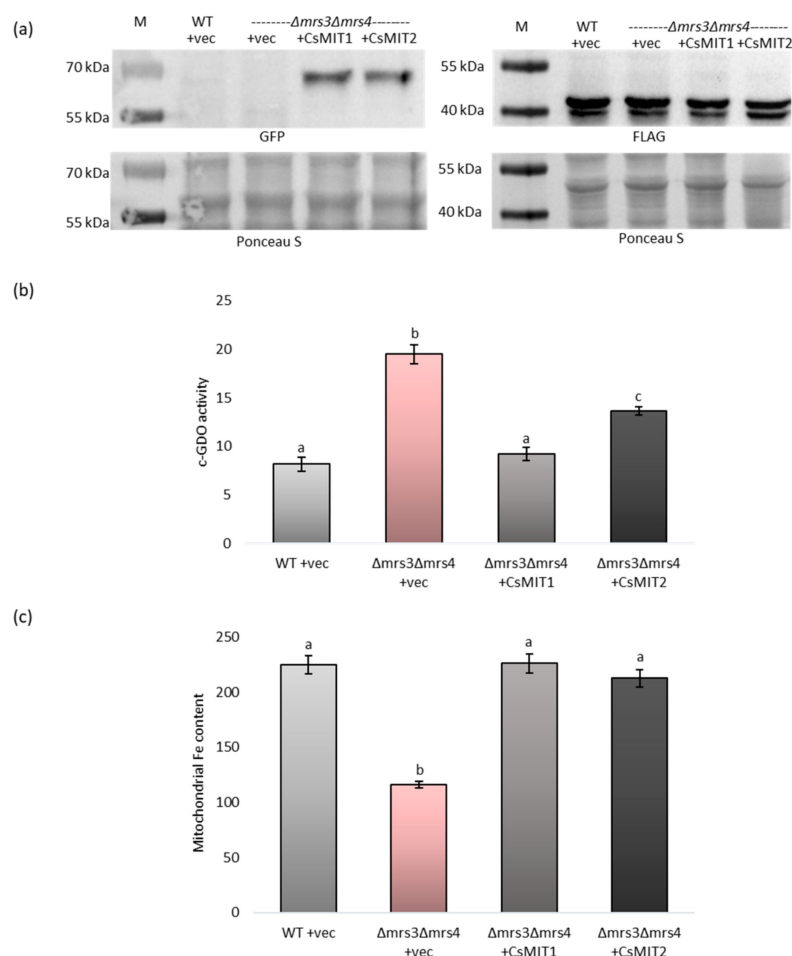 (a)
M
WT
+vec
--------Δmrs3Δmrs4---------
+vec
+CsMIT1
+CsMIT2
70 kDa
55 kDa
GFP
70 kDa
55 kDa
Ponceau S
M
WT
+vec
--------Δmrs3Δmrs4---------
+vec
+CsMIT1
+CsMIT2
55 kDa
40 kDa
FLAG
55 kDa
40 kDa
Ponceau S
(b)
c-GDO activity
25
20
15
10
5
0
a
b
a
c
WT +vec
Δmrs3Δmrs4
+vec
Δmrs3Δmrs4
+CsMIT1
Δmrs3Δmrs4
+CsMIT2
(c)
Mitochondrial Fe content
250
200
150
100
50
0
a
b
a
a
WT +vec
Δmrs3Δmrs4
+vec
Δmrs3Δmrs4
+CsMIT1
Δmrs3Δmrs4
+CsMIT2